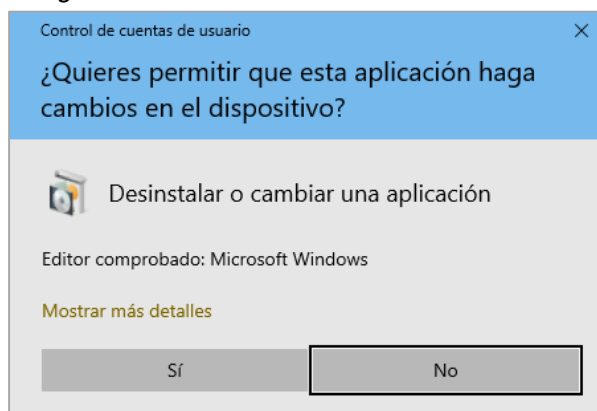 Control de cuentas de usuario
¿Quieres permitir que esta aplicación haga
cambios en el dispositivo?
Desinstalar o cambiar una aplicación
Editor comprobado: Microsoft Windows
Mostrar más detalles
Sí
No